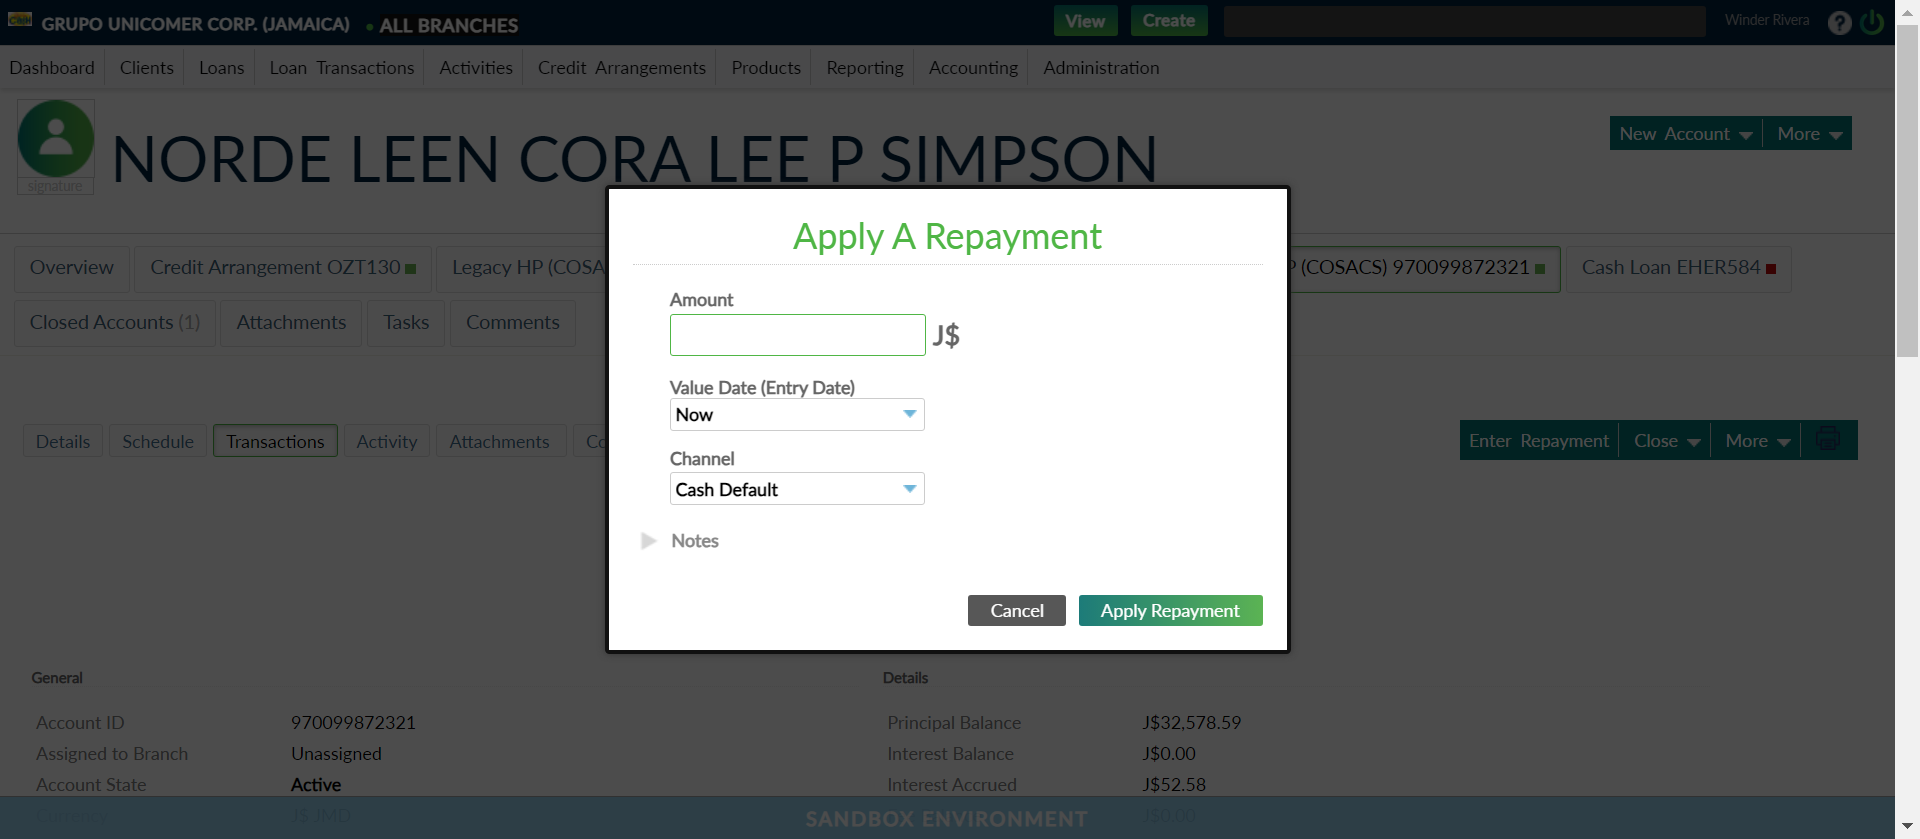 GRUPO UNICOMER CORP. (JAMAICA) ALL BRANCHES View Create Winder Rivera ?
Dashboard Clients Loans Loan Transactions Activities Credit Arrangements Products Reporting Accounting Administration
signature
NORDE LEEN CORA LEE P SIMPSON
New Account More
Overview Credit Arrangement OZT130 Legacy HP (COSA P (COSACS) 970099872321 Cash Loan EHER584
Closed Accounts (1) Attachments Tasks Comments
Details Schedule Transactions Activity Attachments Co
Enter Repayment Close More
Apply A Repayment
Amount
J$
Value Date (Entry Date)
Now
Channel
Cash Default
Notes
Cancel Apply Repayment
General
Account ID 970099872321
Assigned to Branch Unassigned
Account State Active
Currency J$ JMD
Details
Principal Balance J$32,578.59
Interest Balance J$0.00
Interest Accrued J$52.58
J$0.00
SANDBOX ENVIRONMENT